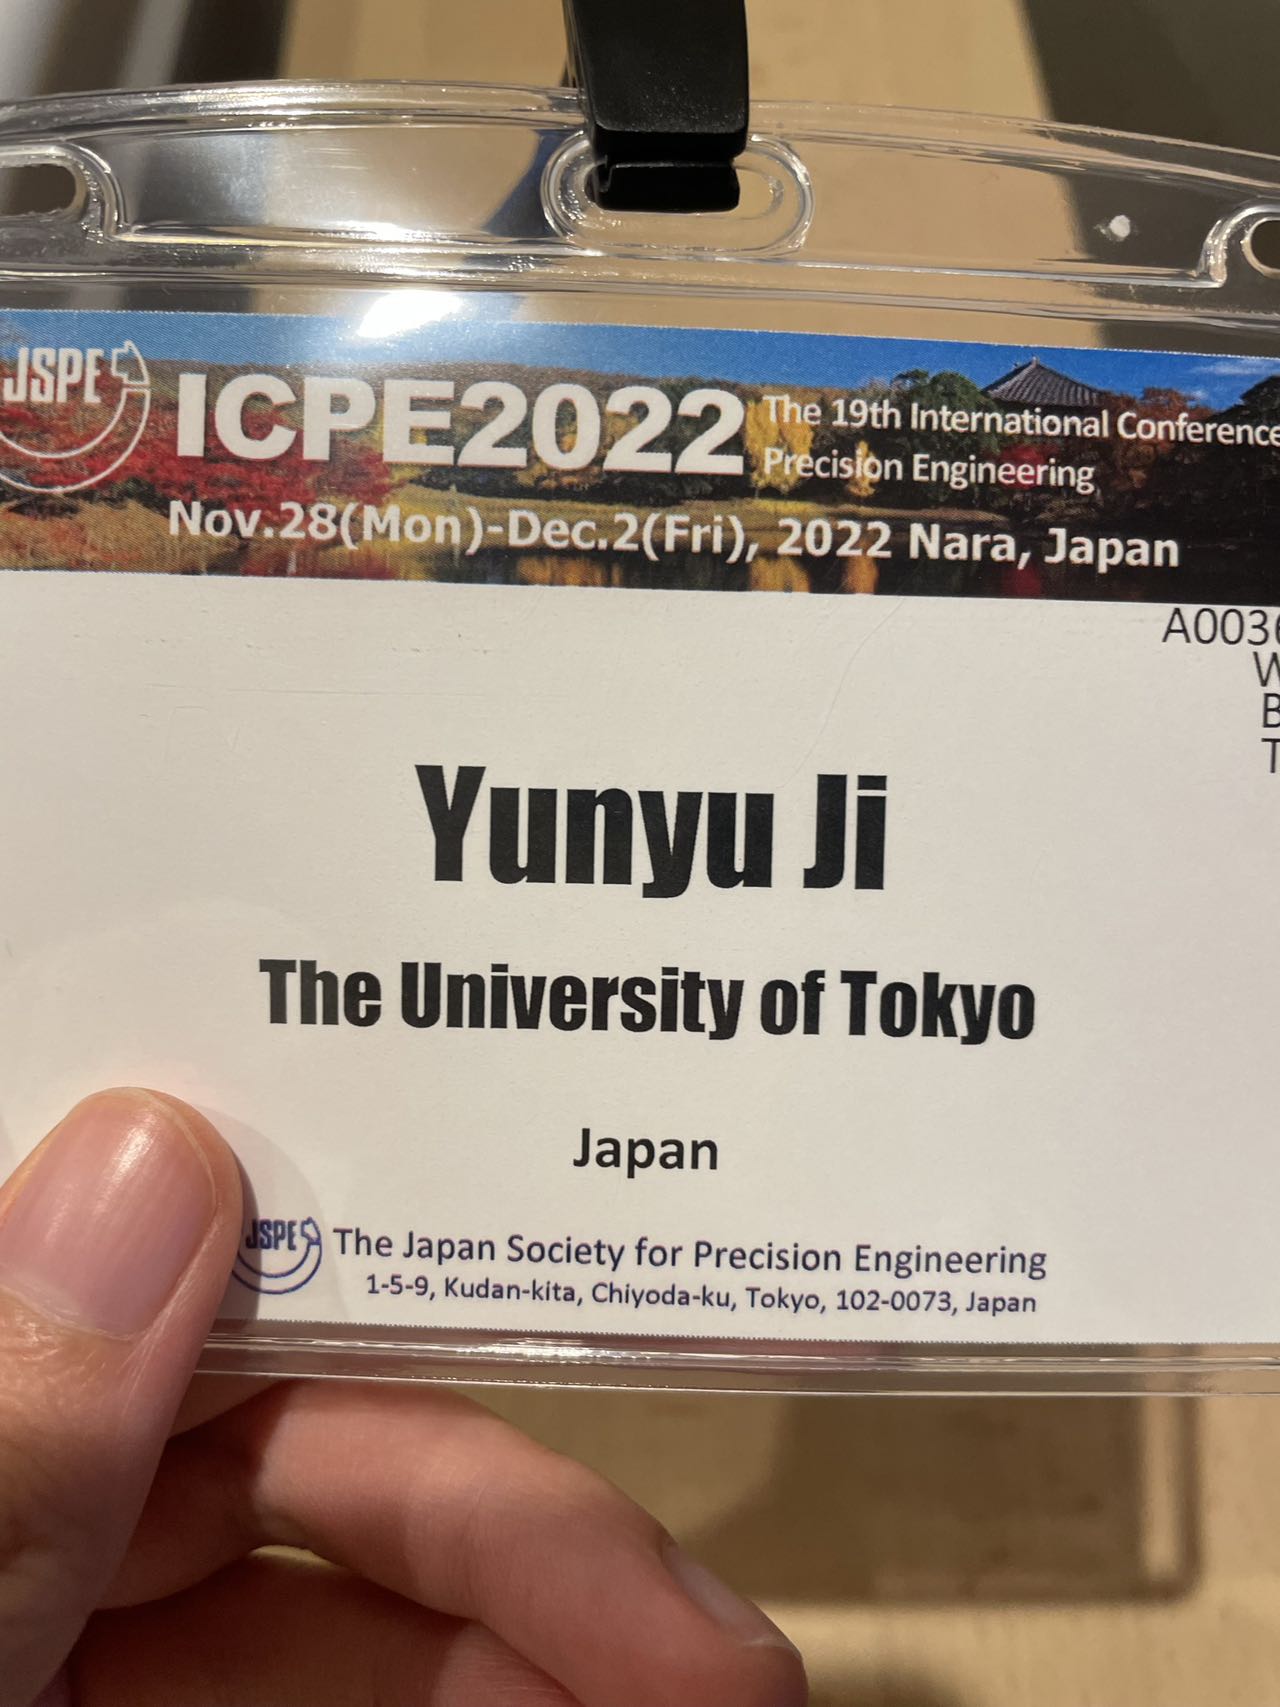 JSPE
ICPE2022
The 19th International Conference
Precision Engineering
Nov.28(Mon)-Dec.2(Fri), 2022 Nara, Japan
Yunyu Ji
The University of Tokyo
Japan
JSPE
The Japan Society for Precision Engineering
1-5-9, Kudan-kita, Chiyoda-ku, Tokyo, 102-0073, Japan